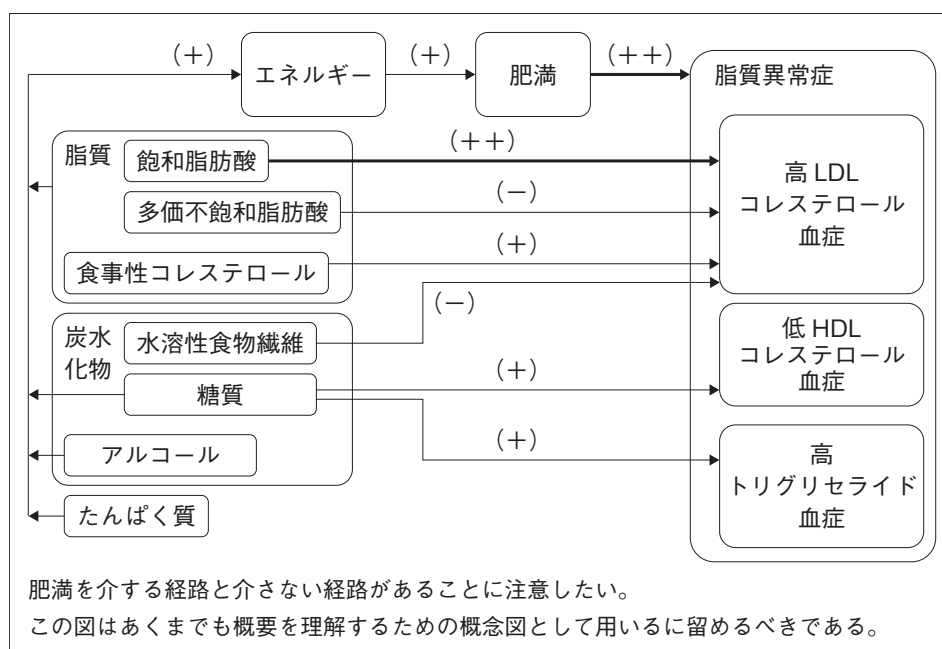 （＋）
エネルギー
（＋）
肥満
（＋＋）
脂質異常症
脂質
飽和脂肪酸
（＋＋）
多価不飽和脂肪酸
（－）
食事性コレステロール
（＋）
高 LDL
コレステロール
血症
炭水
化物
水溶性食物繊維
（－）
糖質
（＋）
低 HDL
コレステロール
血症
アルコール
（＋）
高
トリグリセライド
血症
たんぱく質
肥満を介する経路と介さない経路があることに注意したい。
この図はあくまでも概要を理解するための概念図として用いるに留めるべきである。